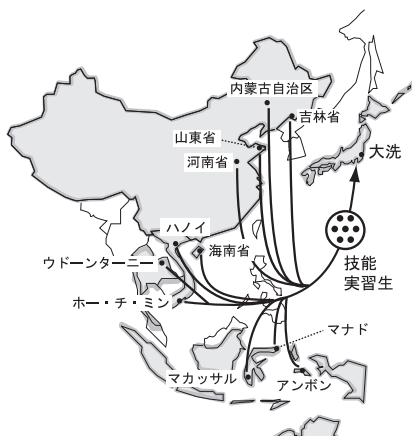 内蒙古自治区
吉林省
山東省
河南省
大洗
ハノイ
海南省
ウドーンターニー
技能
実習生
ホー・チ・ミン
マナド
マカッサル
アンボン